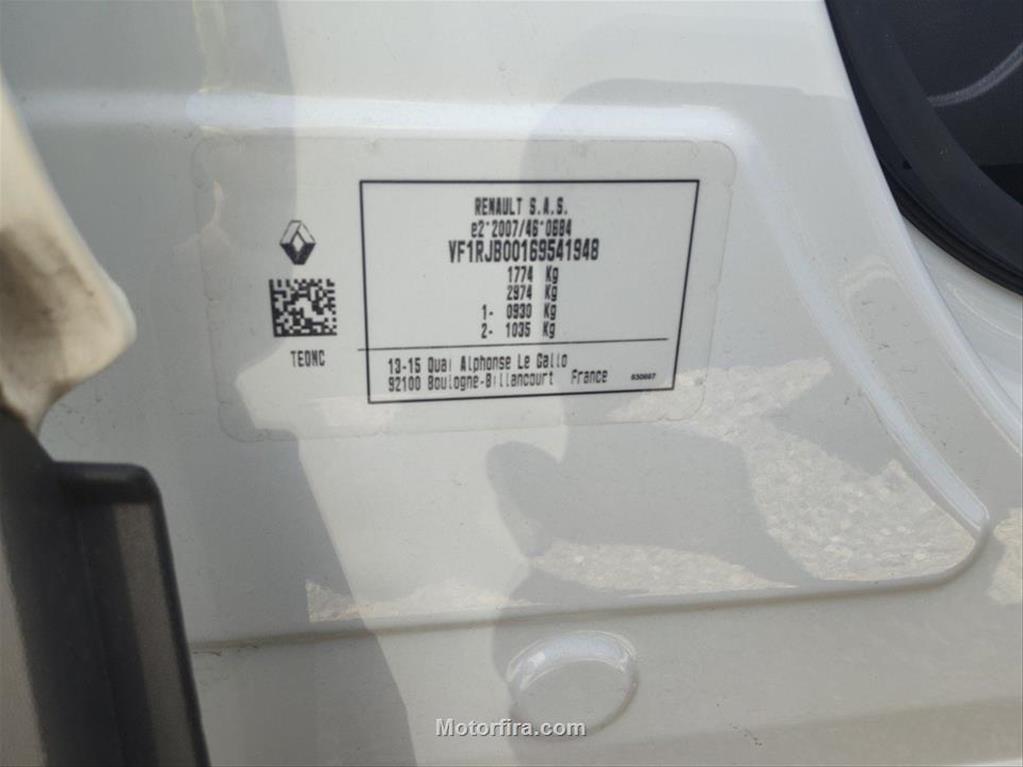 RENAULT S.A.S.
e2*2007/46*0684
VF1RJB00169541948
1774 Kg
2974 Kg
1- 0930 Kg
2- 1035 Kg
TEONC
13-15 Quai Alphonse Le Gallo
92100 Boulogne-Billancourt France
930697
Motorfira.com